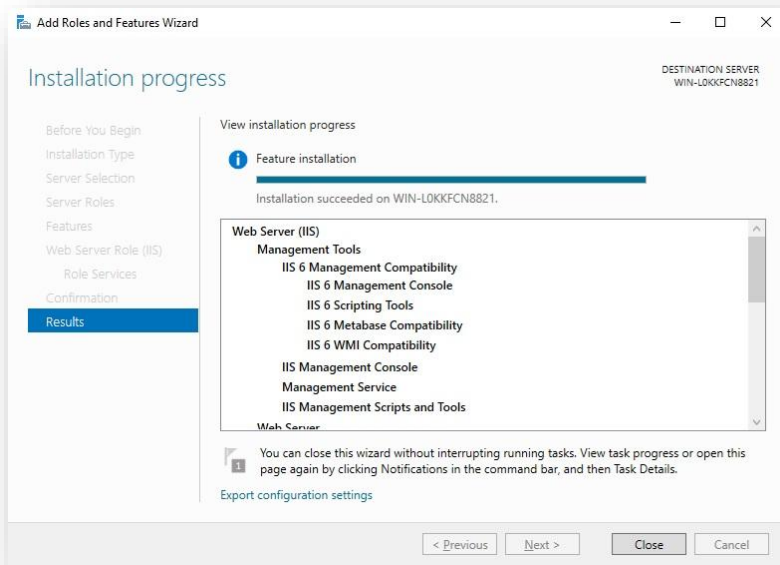 Add Roles and Features Wizard
Installation progress
DESTINATION SERVER
WIN-L0KKFCN8821
Before You Begin
Installation Type
Server Selection
Server Roles
Features
Web Server Role (IIS)
Role Services
Confirmation
Results
View installation progress
Feature installation
Installation succeeded on WIN-L0KKFCN8821.
Web Server (IIS)
Management Tools
IIS 6 Management Compatibility
IIS 6 Management Console
IIS 6 Scripting Tools
IIS 6 Metabase Compatibility
IIS 6 WMI Compatibility
IIS Management Console
Management Service
IIS Management Scripts and Tools
Web Server
1
You can close this wizard without interrupting running tasks. View task progress or open this
page again by clicking Notifications in the command bar, and then Task Details.
Export configuration settings
< Previous
Next >
Close
Cancel